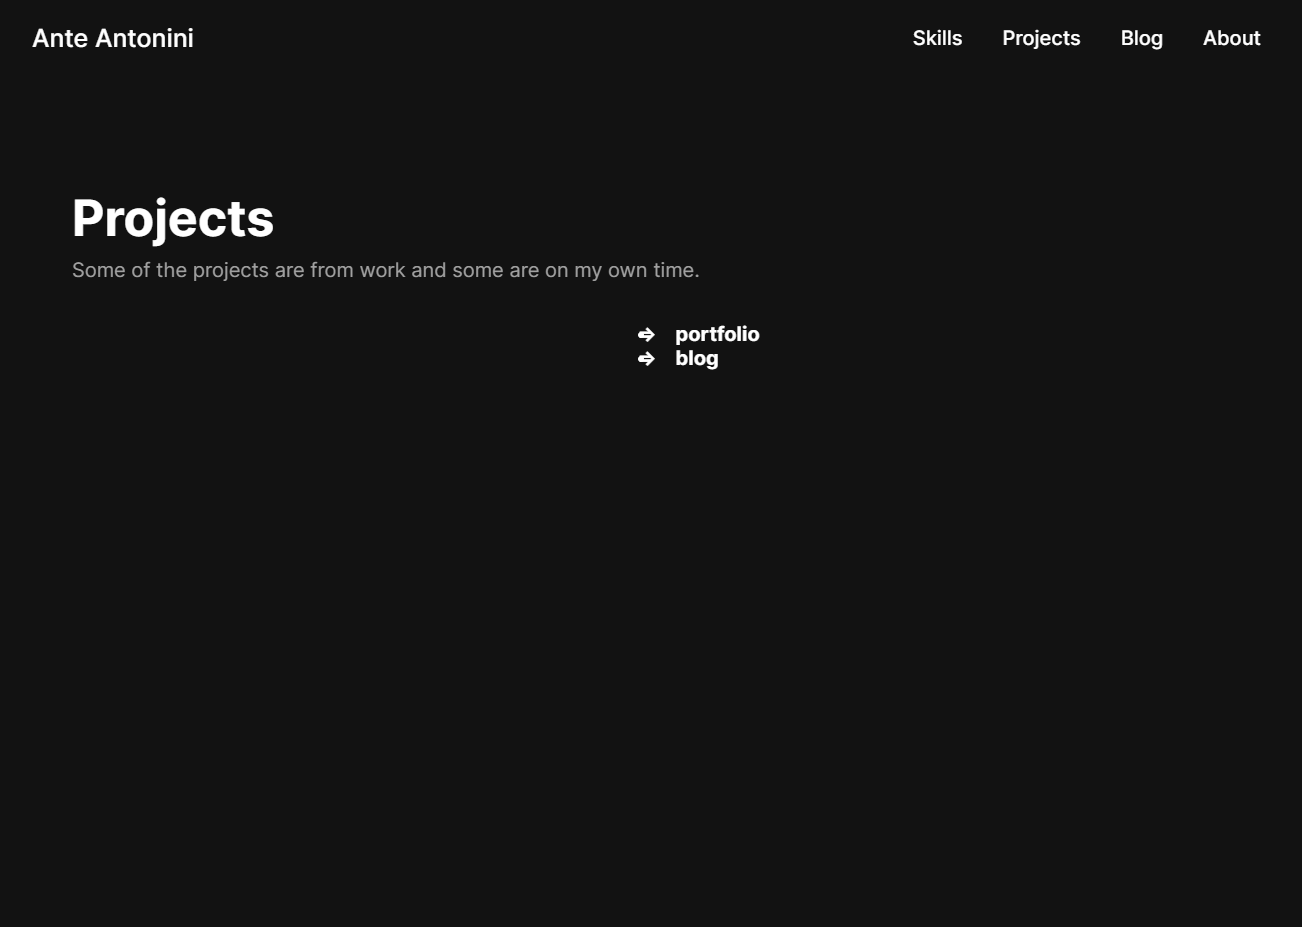 Ante Antonini
Skills Projects Blog About
Projects
Some of the projects are from work and some are on my own time.
➩ portfolio
➩ blog